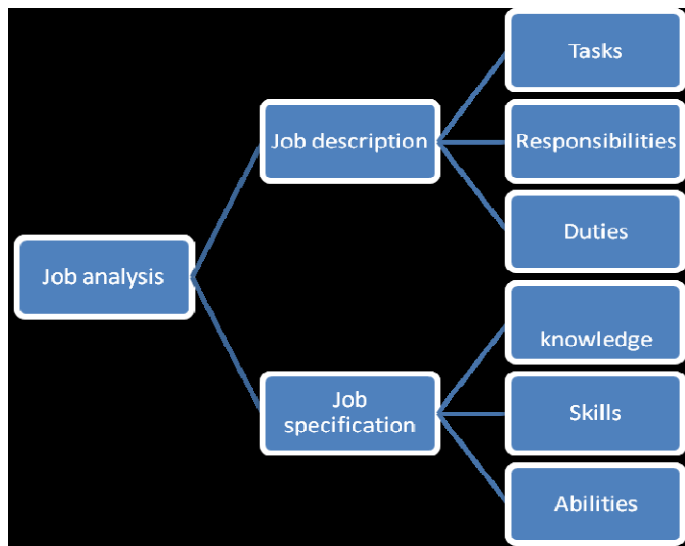 Job analysis
Job description
Tasks
Responsibilities
Duties
Job
specification
knowledge
Skills
Abilities